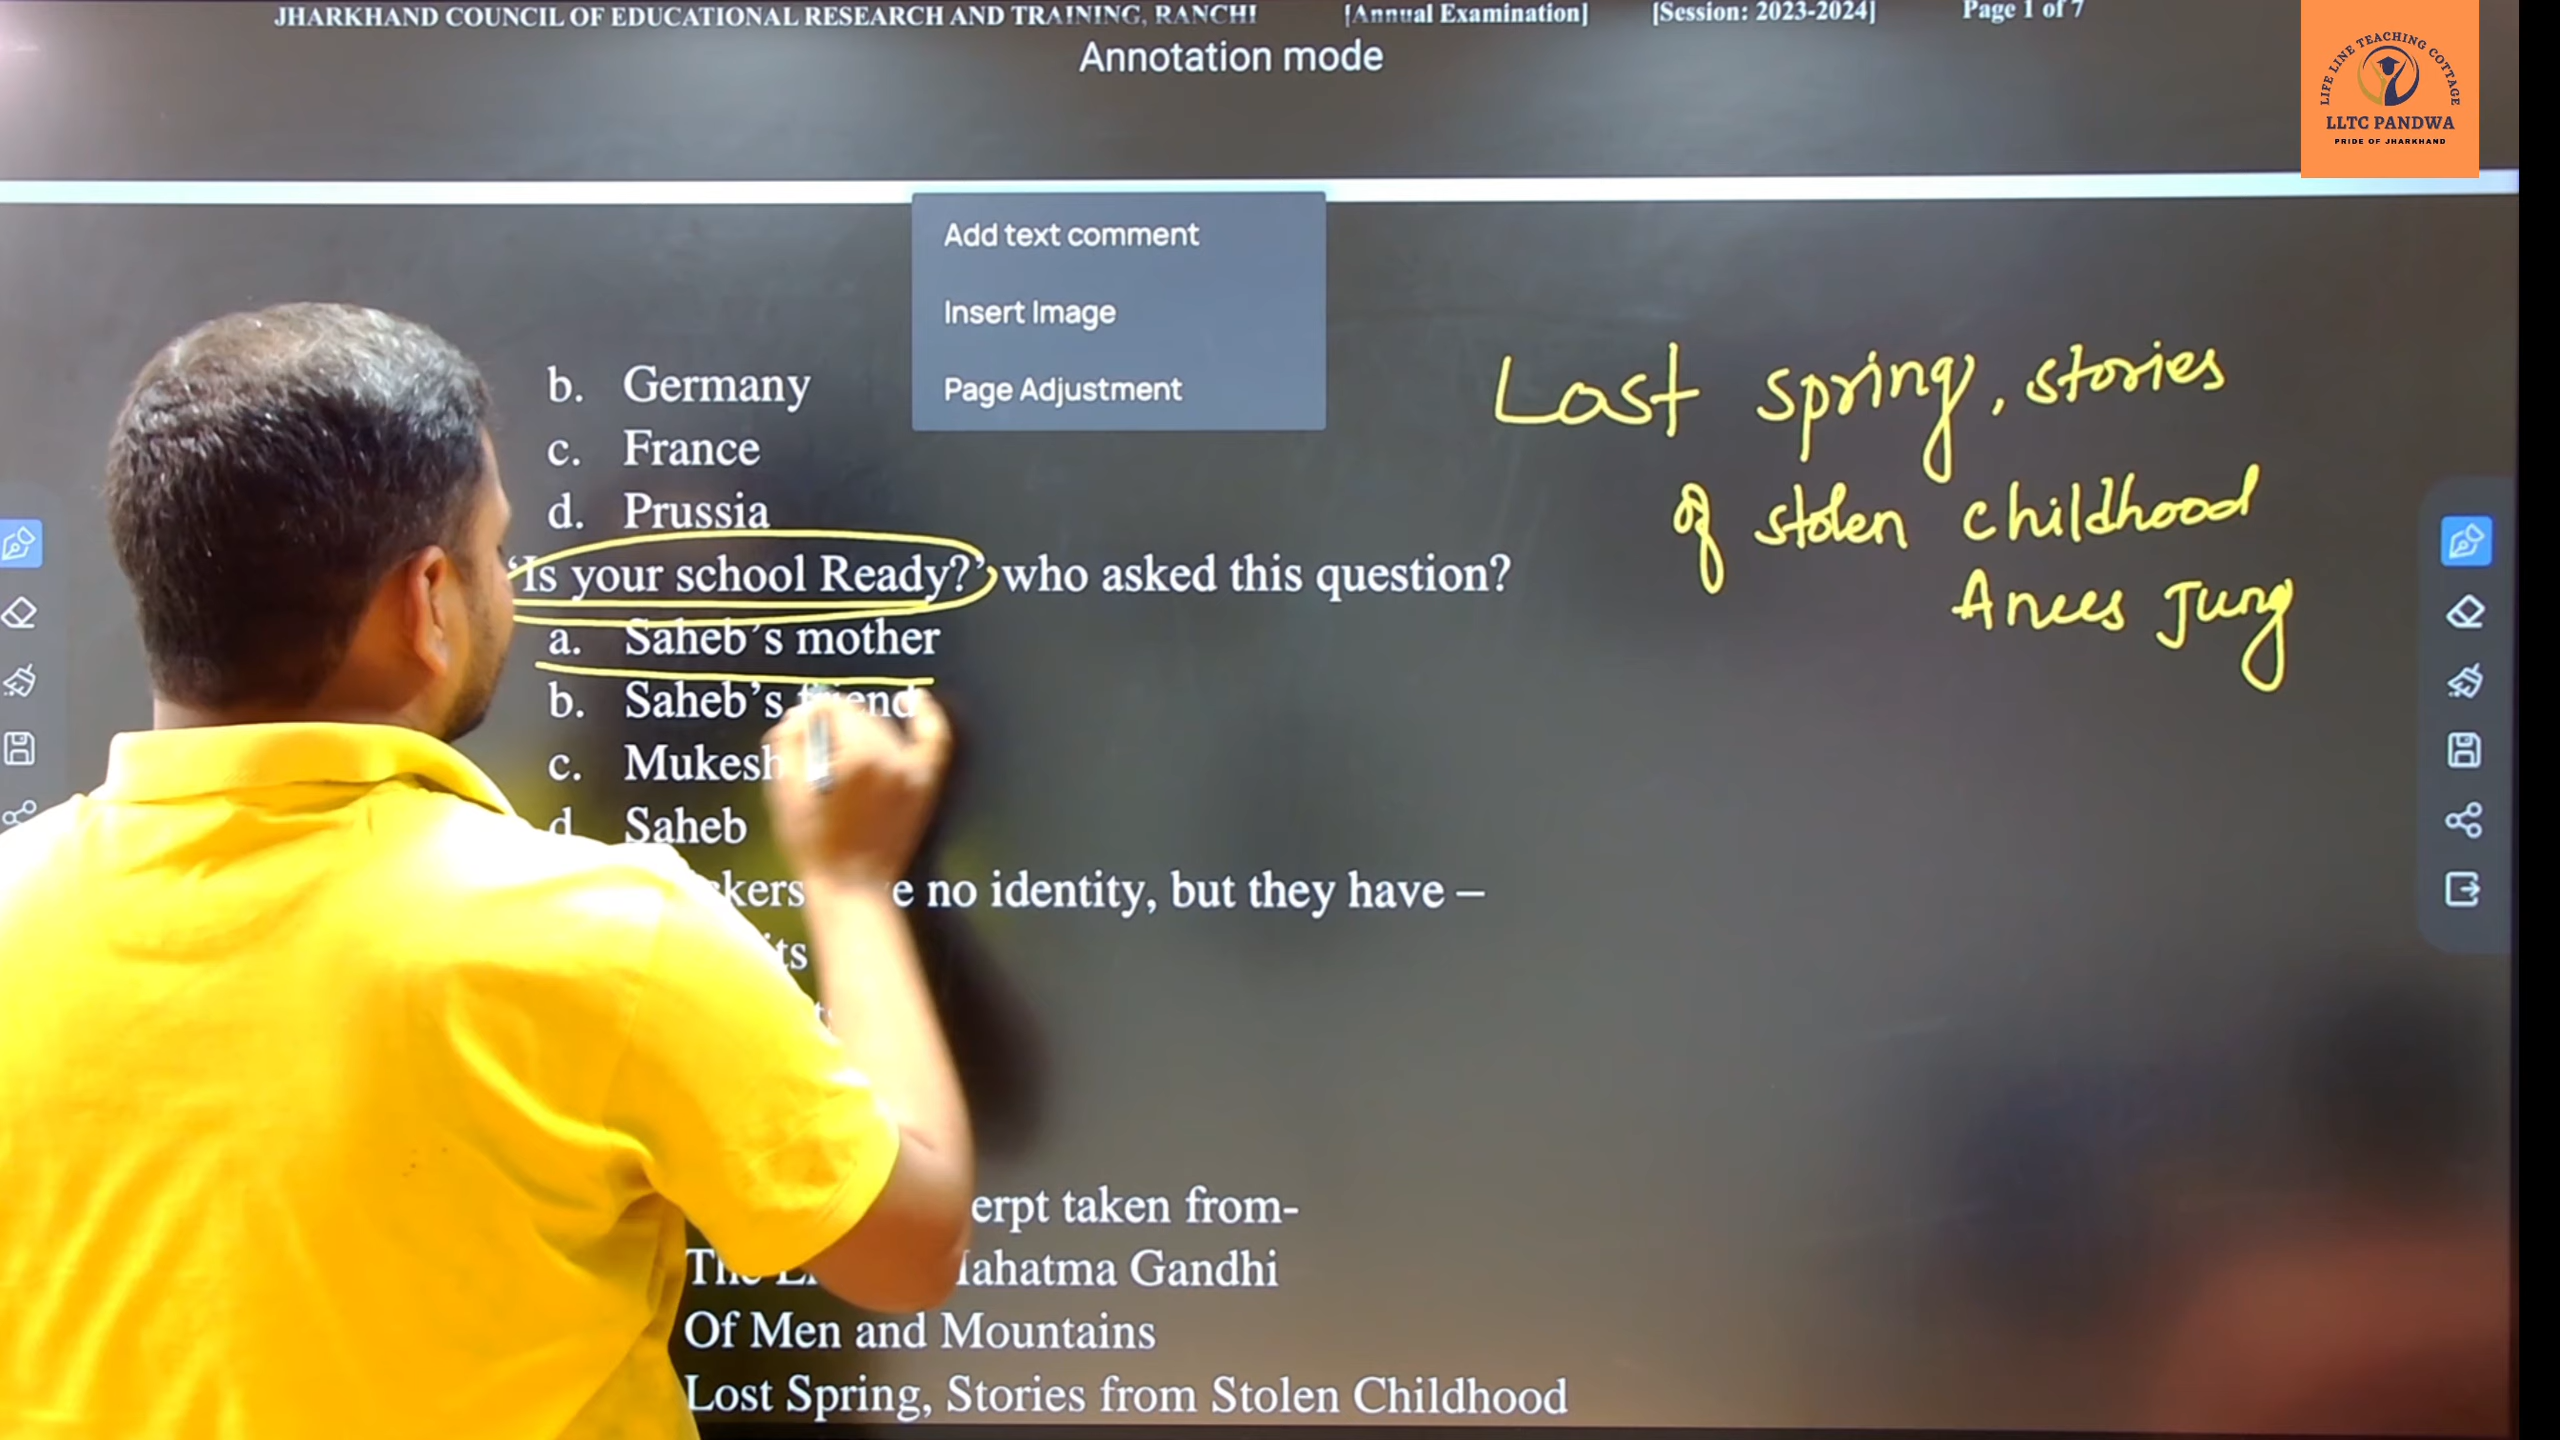 JHARKHAND COUNCIL OF EDUCATIONAL RESEARCH AND TRAINING, RANCHI [Annual Examination] [Session: 2023-2024] Page 1 of 7
Annotation mode
LIFE LINE TEACHING COTTAGE
LLTC PANDWA
PRIDE OF JHARKHAND
Add text comment
Insert Image
Page Adjustment
b. Germany
c. France
d. Prussia
‘Is your school Ready?’ who asked this question?
a. Saheb’s mother
b. Saheb’s friend
c. Mukesh
d Saheb
no identity, but they have –
taken from-
Gandhi
Of Men and Mountains
Lost Spring, Stories from Stolen Childhood
Lost spring, stories
of stolen childhood
Anees Jung